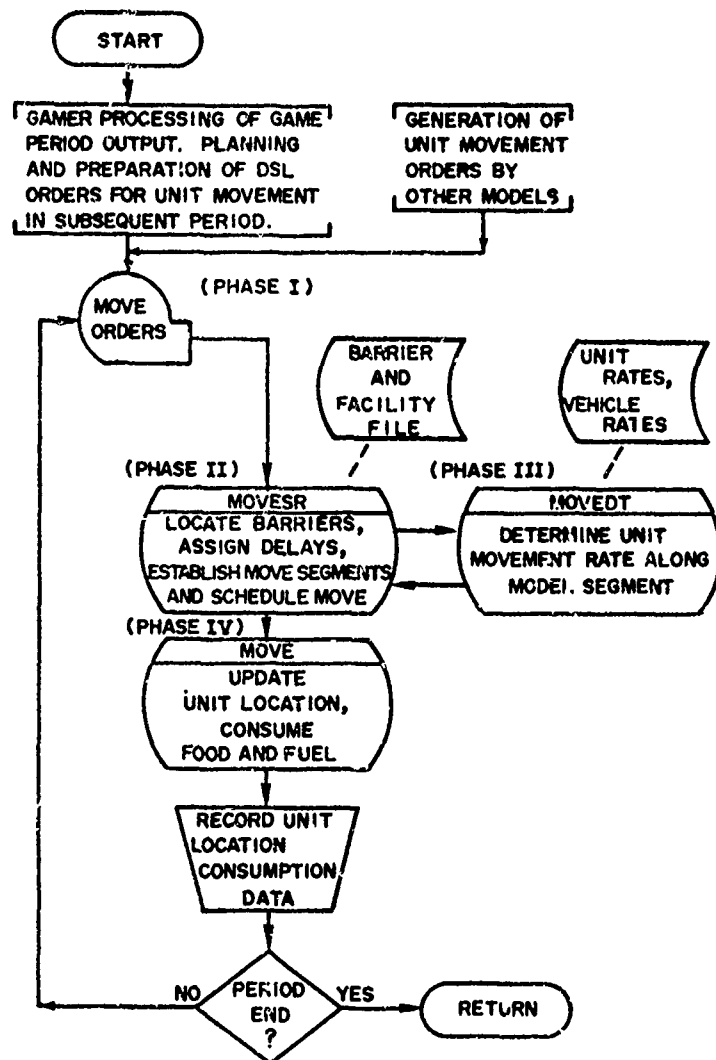 START
GAMER PROCESSING OF GAME
PERIOD OUTPUT. PLANNING
AND PREPARATION OF DSL
ORDERS FOR UNIT MOVEMENT
IN SUBSEQUENT PERIOD.
GENERATION OF
UNIT MOVEMENT
ORDERS BY
OTHER MODELS
(PHASE I)
MOVE
ORDERS
BARRIER
AND
FACILITY
FILE
UNIT
RATES,
VEHICLE
RATES
(PHASE II)
MOVESR
LOCATE BARRIERS,
ASSIGN DELAYS,
ESTABLISH MOVE SEGMENTS
AND SCHEDULE MOVE
(PHASE III)
MOVEDT
DETERMINE UNIT
MOVEMENT RATE ALONG
MODEL. SEGMENT
(PHASE IV)
MOVE
UPDATE
UNIT LOCATION,
CONSUME
FOOD AND FUEL
RECORD UNIT
LOCATION
CONSUMPTION
DATA
NO
PERIOD
END
?
YES
RETURN